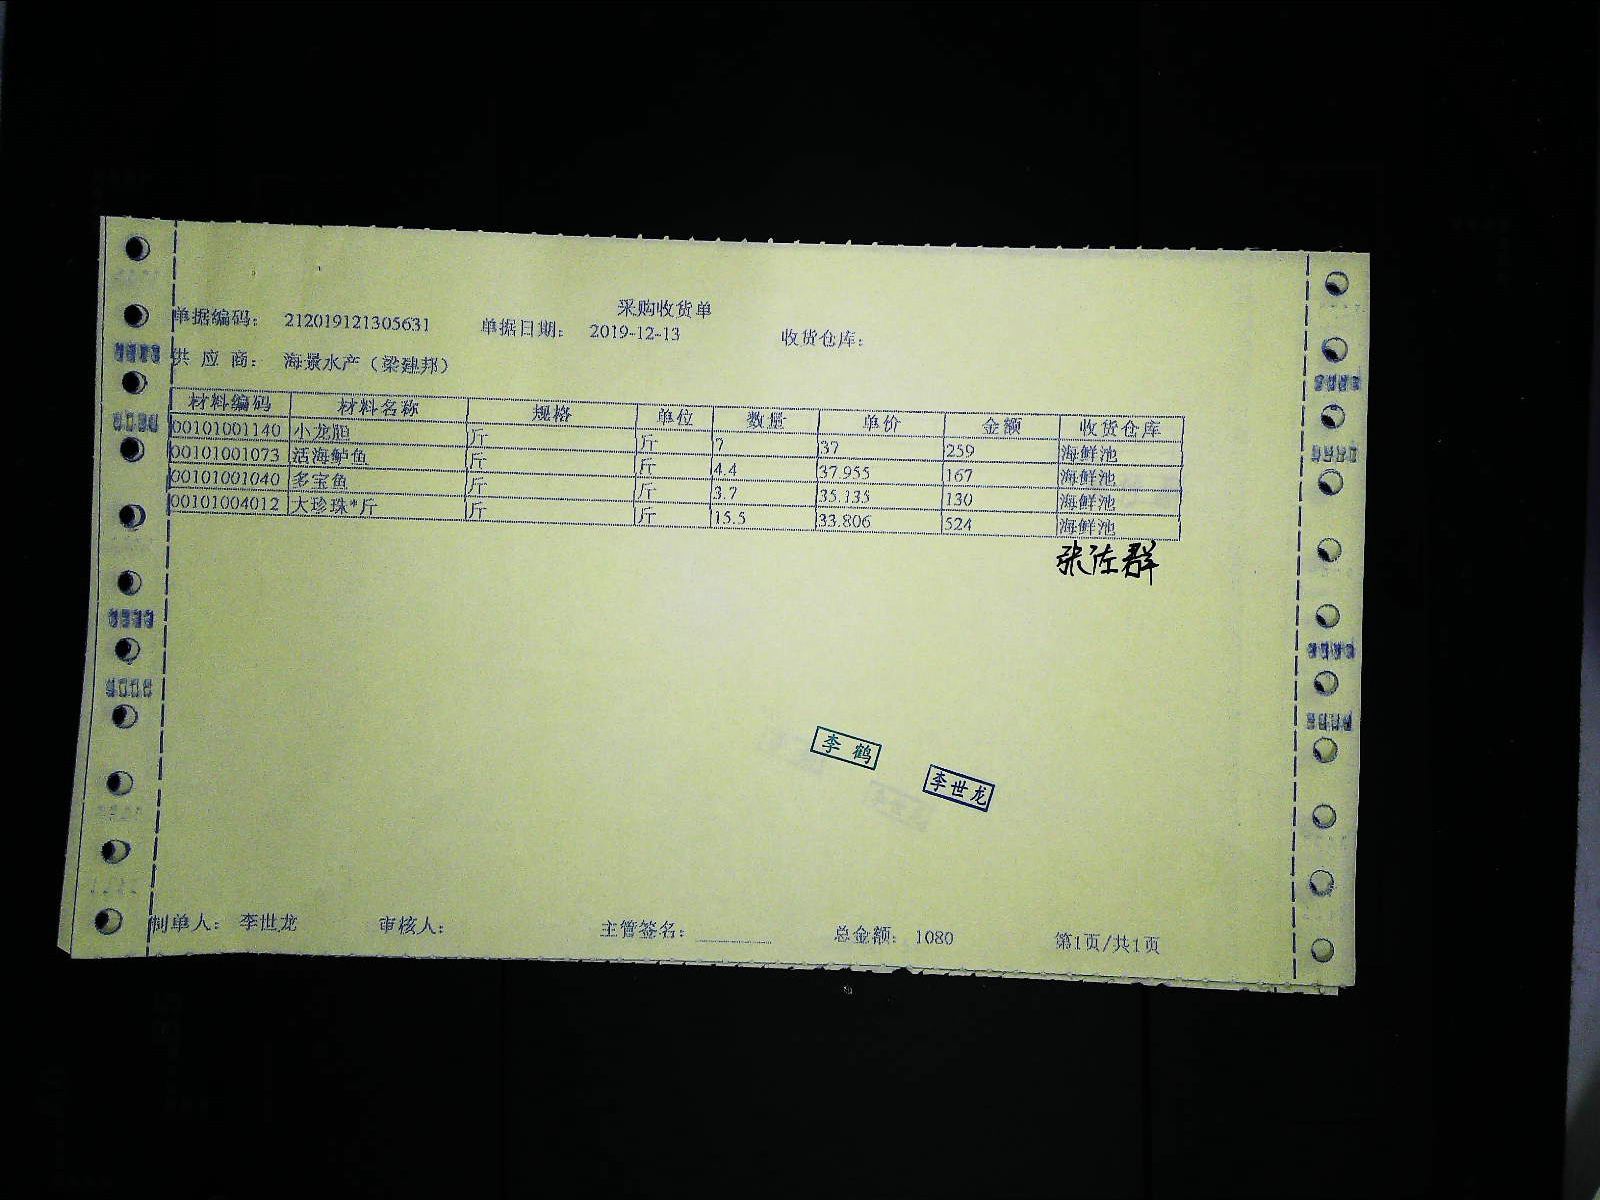 采购收货单
单据编码： 212019121305631 单据日期： 2019-12-13 收货仓库：
供 应 商： 海景水产（梁建邦）
材料编码 材料名称 规格 单位 数量 单价 金额 收货仓库
00101001140 小龙胆 斤 斤 7 37 259 海鲜池
00101001073 活海鲈鱼 斤 斤 4.4 37.955 167 海鲜池
00101001040 多宝鱼 斤 斤 3.7 35.135 130 海鲜池
00101004012 大珍珠*斤 斤 斤 15.5 33.806 524 海鲜池
张佐群
李鹤
李世龙
制单人： 李世龙 审核人： 主管签名： 总金额： 1080 第1页/共1页